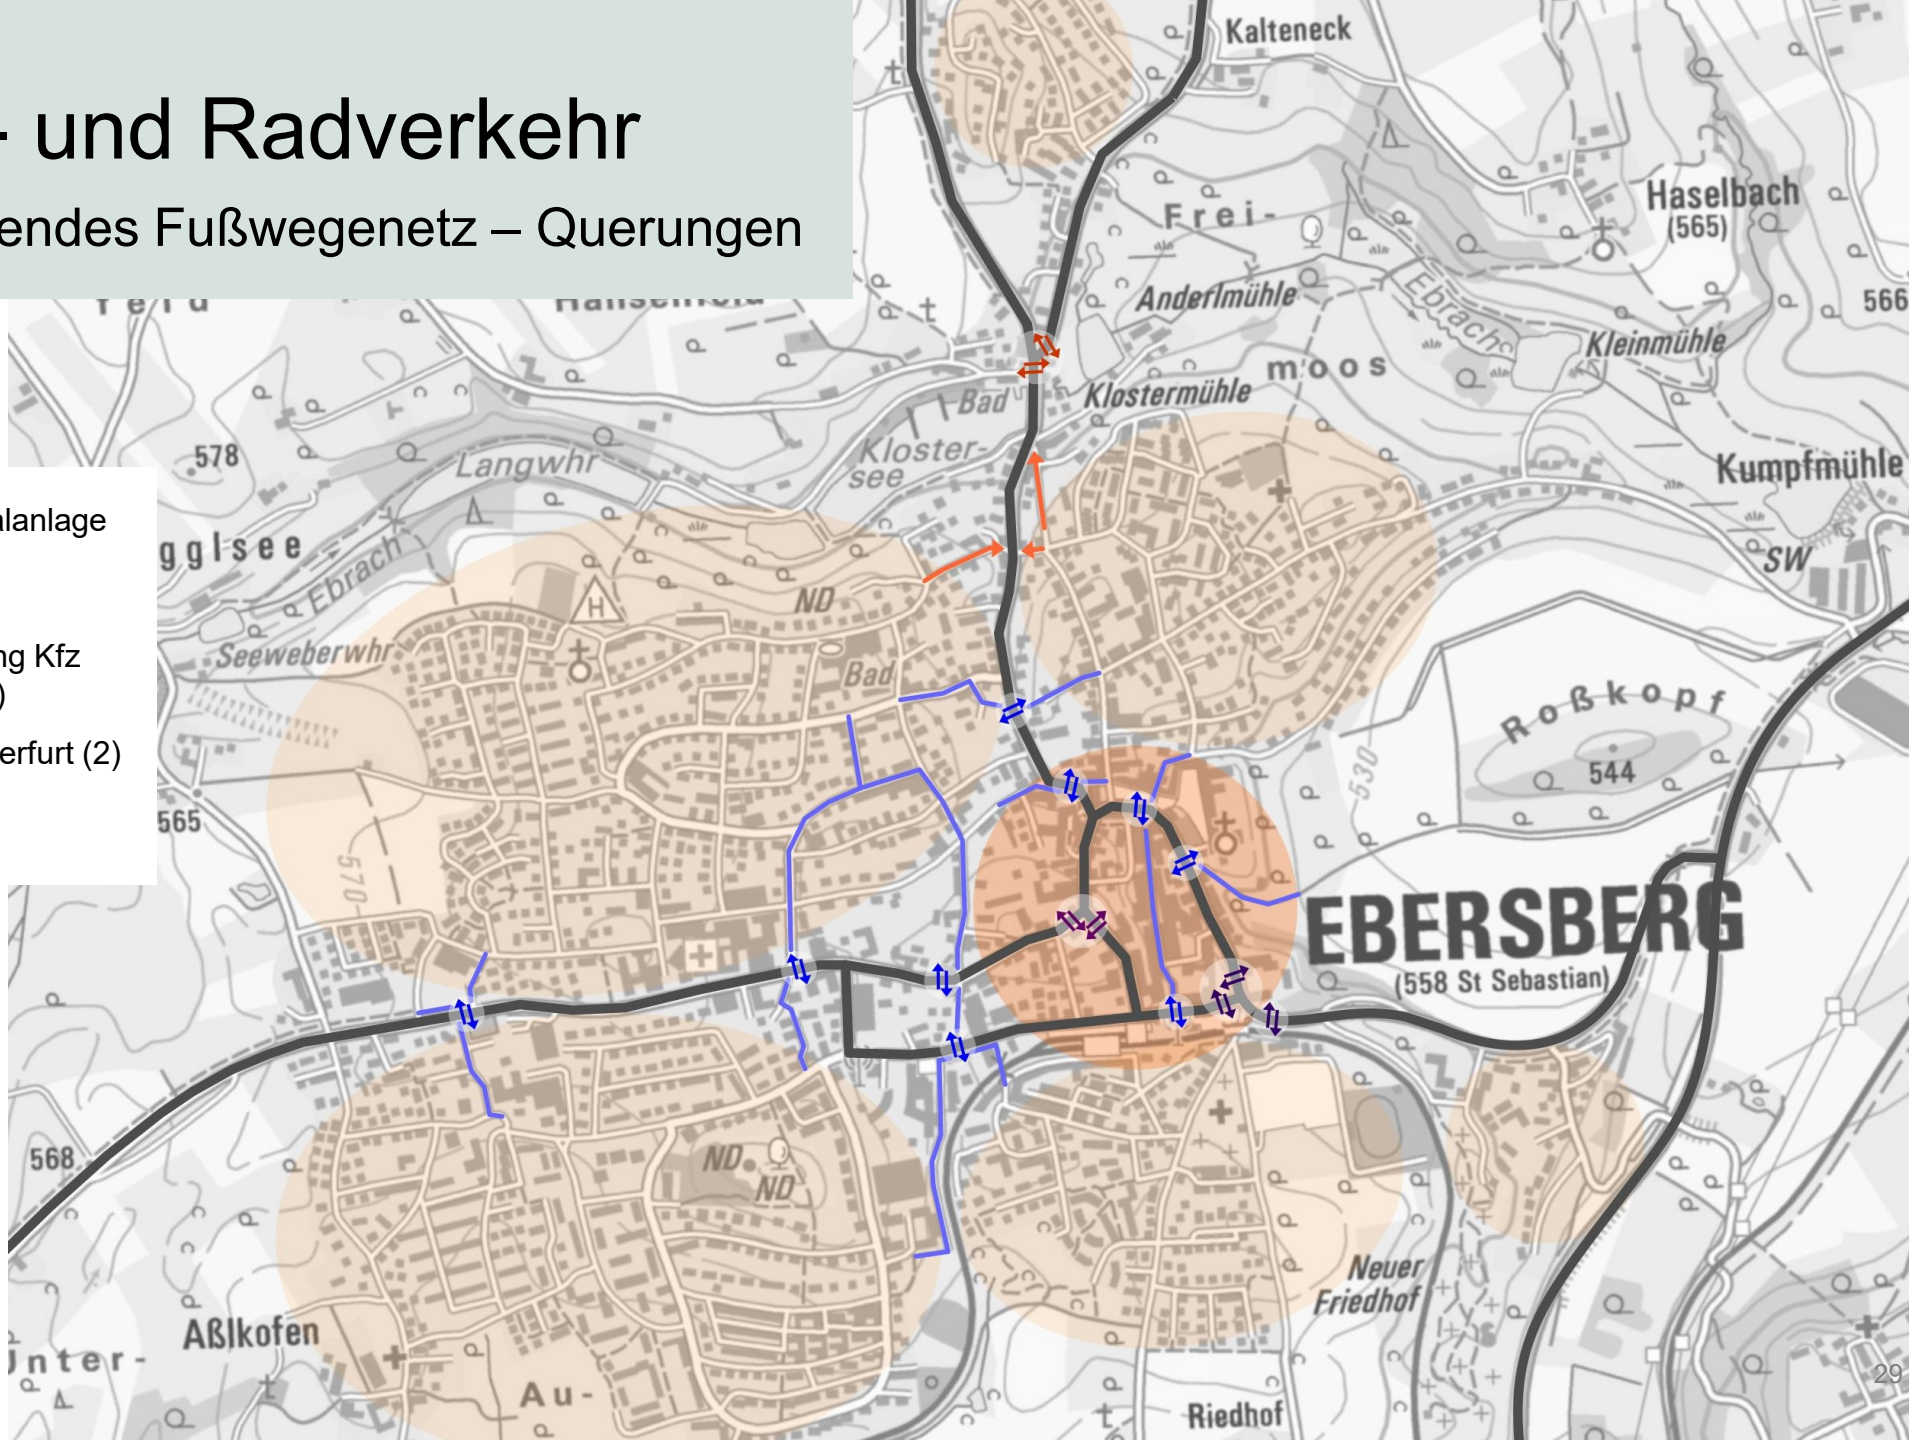 - und Radverkehr
endes Fußwegenetz – Querungen
alanlage
ng Kfz
)
erfurt (2)
Kalteneck
Haselbach
(565)
Frei-
Anderlmühle
566
Ebrach
Kleinmühle
moos
Klostermühle
Bad
Kloster-
see
578
Langwhr
Kumpfmühle
gglsee
Ebrach
SW
ND
H
Seeweberwhr
Bad
Roßkopf
530
544
565
570
EBERSBERG
(558 St Sebastian)
568
ND
ND
Neuer
Friedhof
Aßlkofen
Unter-
Au-
Riedhof
29